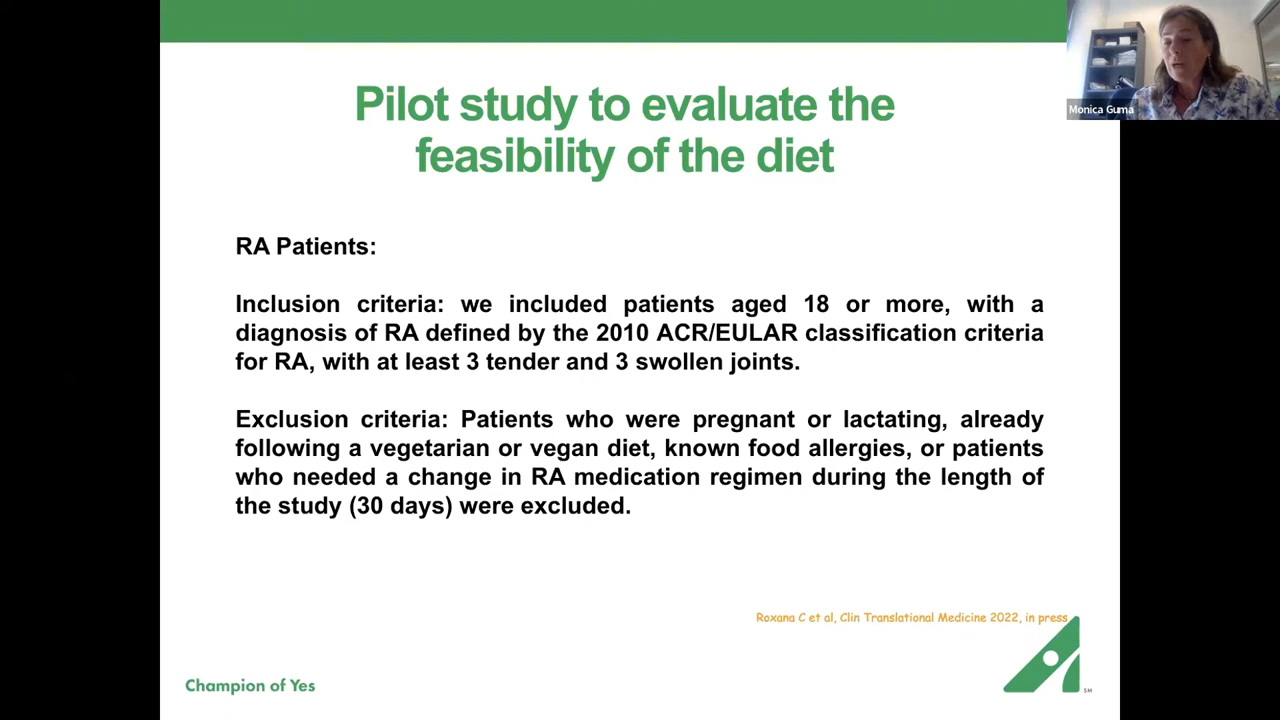 Pilot study to evaluate the
feasibility of the diet
Monica Guma
RA Patients:
Inclusion criteria: we included patients aged 18 or more, with a
diagnosis of RA defined by the 2010 ACR/EULAR classification criteria
for RA, with at least 3 tender and 3 swollen joints.
Exclusion criteria: Patients who were pregnant or lactating, already
following a vegetarian or vegan diet, known food allergies, or patients
who needed a change in RA medication regimen during the length of
the study (30 days) were excluded.
Roxana C et al, Clin Translational Medicine 2022, in press
Champion of Yes
SM